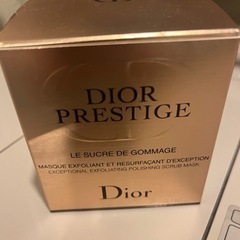 DIOR
PRESTIGE
LE SUCRE DE GOMMAGE
MASQUE EXFOLIANT ET RESURFAÇANT D'EXCEPTION
EXCEPTIONAL EXFOLIATING POLISHING SCRUB MASK
Dior